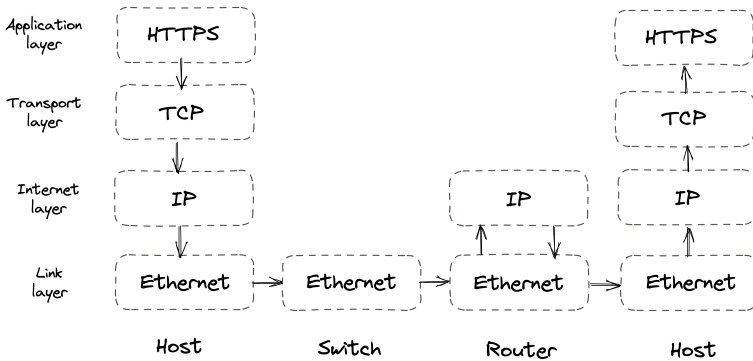 Application
layer
HTTPS
HTTPS
Transport
layer
TCP
TCP
Internet
layer
IP
IP
IP
Link
layer
Ethernet
Ethernet
Ethernet
Ethernet
Host
Switch
Router
Host